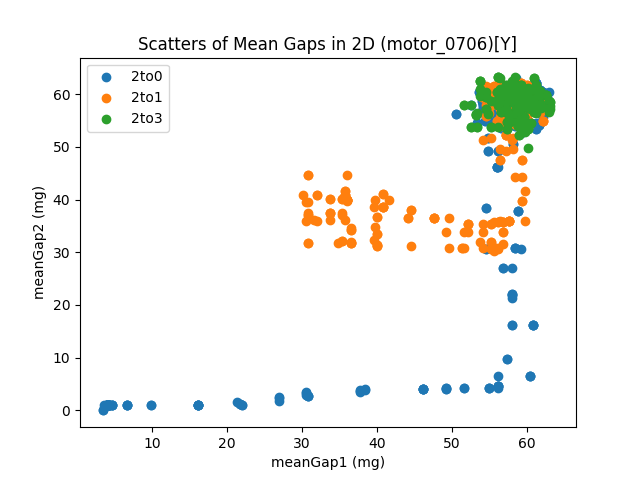 Scatters of Mean Gaps in 2D (motor_0706)[Y]
2to0
2to1
2to3
meanGap2 (mg)
60
50
40
30
20
10
0
10 20 30 40 50 60
meanGap1 (mg)